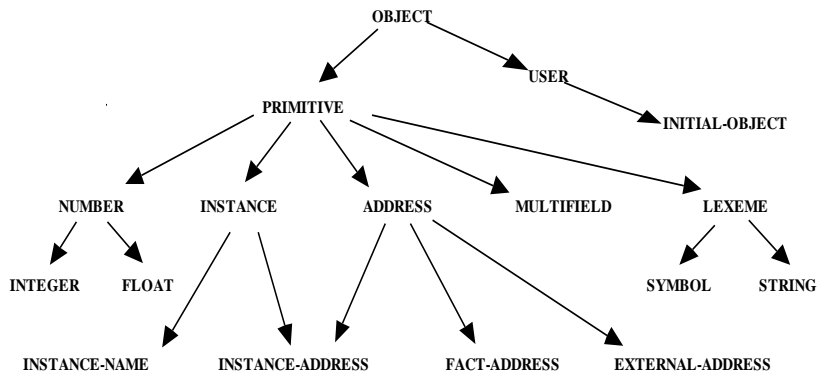 OBJECT
USER
PRIMITIVE
INITIAL-OBJECT
NUMBER INSTANCE ADDRESS MULTIFIELD LEXEME
INTEGER FLOAT SYMBOL STRING
INSTANCE-NAME INSTANCE-ADDRESS FACT-ADDRESS EXTERNAL-ADDRESS